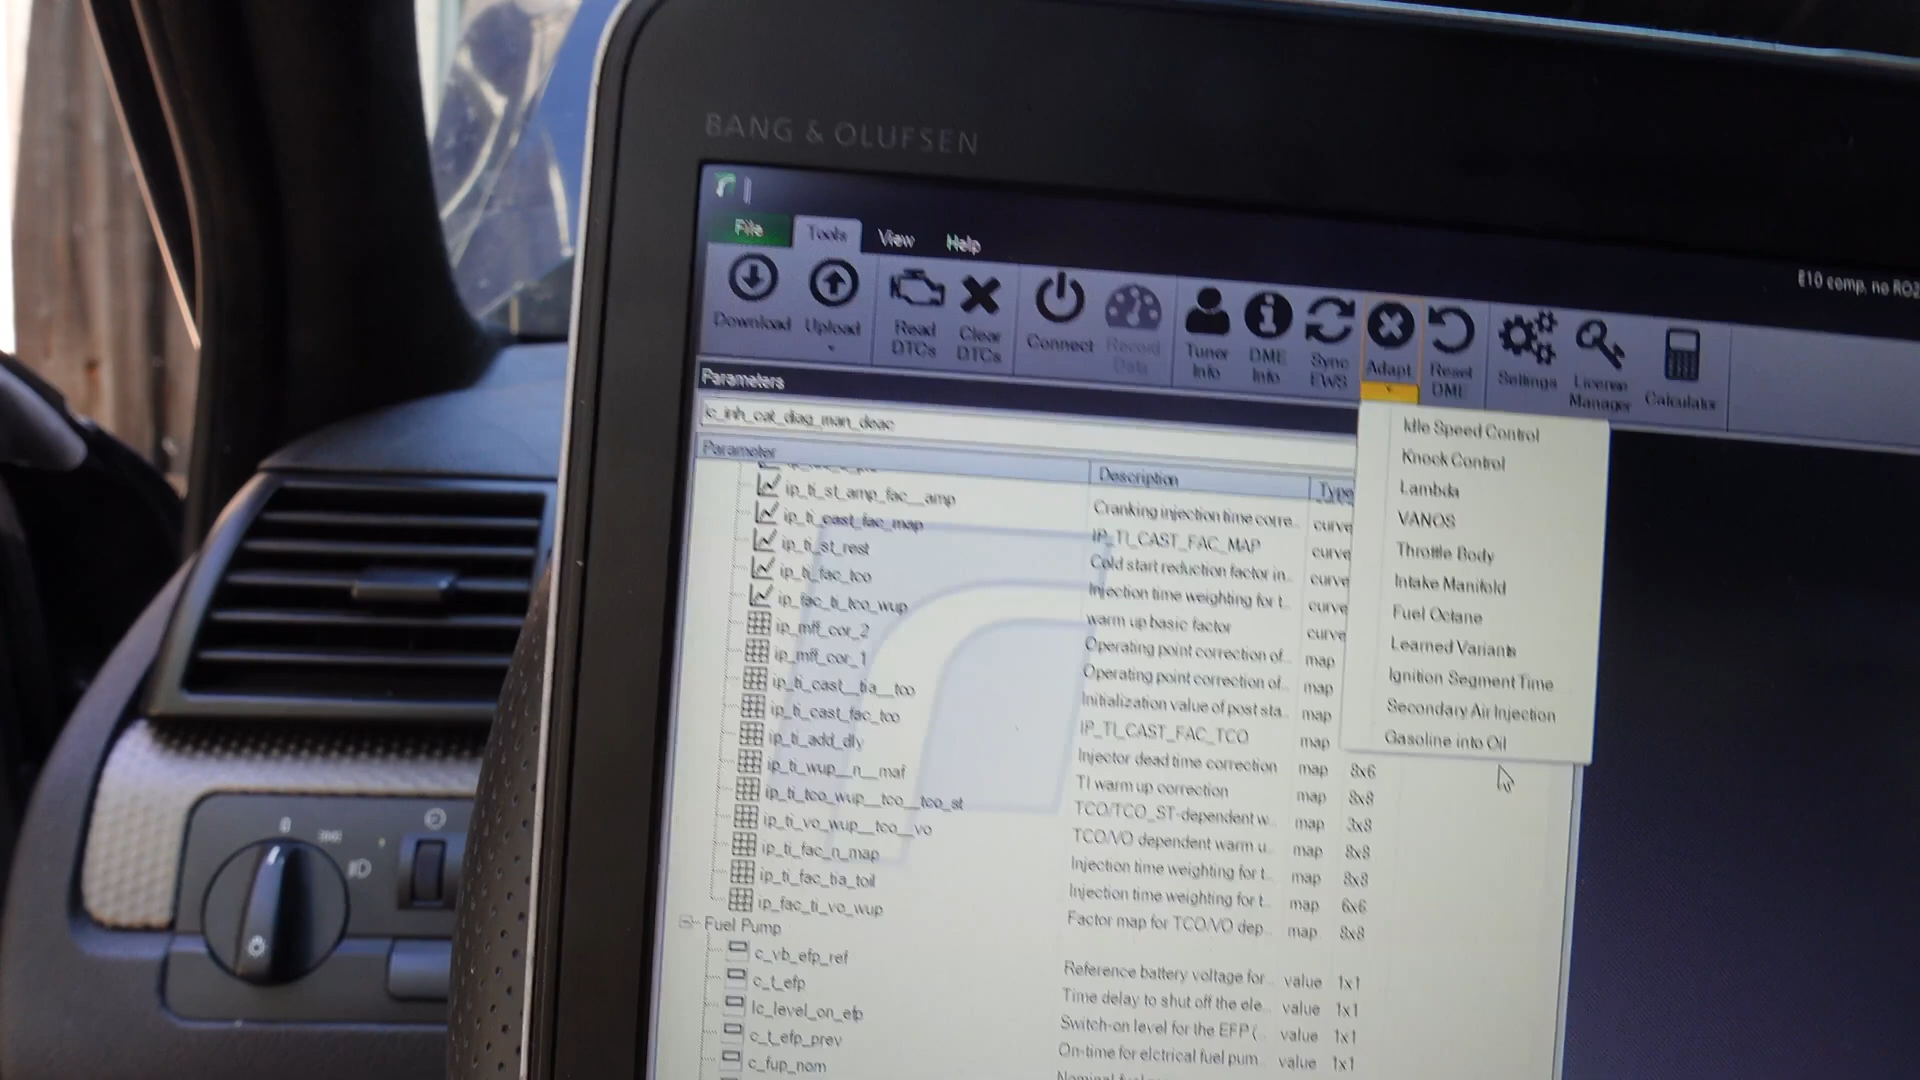 BANG & OLUFSEN
File Tools View Help
E10 comp, no RO2
Download Upload Read DTCs Clear DTCs Connect Record Data Tuner Info DME Info Sync EWS Adapt Reset DME Settings License Manager Calculator
Parameters
lc_inh_cat_diag_man_deac
Parameter Description Type
ip_ti_st_amp_fac__amp Cranking injection time corre... curve
ip_ti_cast_fac_map IP_TI_CAST_FAC_MAP curve
ip_ti_st_rest Cold start reduction factor in... curve
ip_ti_fac_tco Injection time weighting for t... curve
ip_fac_ti_tco_wup warm up basic factor curve
ip_mff_cor_2 Operating point correction of... map
ip_mff_cor_1 Operating point correction of... map
ip_ti_cast__tia__tco Initialization value of post sta... map
ip_ti_cast_fac_tco IP_TI_CAST_FAC_TCO map
ip_ti_add_dly Injector dead time correction map 8x6
ip_ti_wup__n__maf TI warm up correction map 8x8
ip_ti_tco_wup__tco__tco_st TCO/TCO_ST-dependent w... map 3x8
ip_ti_vo_wup__tco__vo TCO/VO dependent warm u... map 8x8
ip_ti_fac_n_map Injection time weighting for t... map 8x8
ip_ti_fac_tia_toil Injection time weighting for t... map 6x6
ip_fac_ti_vo_wup Factor map for TCO/VO dep... map 8x8
Fuel Pump
c_vb_efp_ref Reference battery voltage for... value 1x1
c_t_efp Time delay to shut off the ele... value 1x1
lc_level_on_efp Switch-on level for the EFP (... value 1x1
c_t_efp_prev On-time for elctrical fuel pum... value 1x1
c_fup_nom
Idle Speed Control
Knock Control
Lambda
VANOS
Throttle Body
Intake Manifold
Fuel Octane
Learned Variants
Ignition Segment Time
Secondary Air Injection
Gasoline into Oil